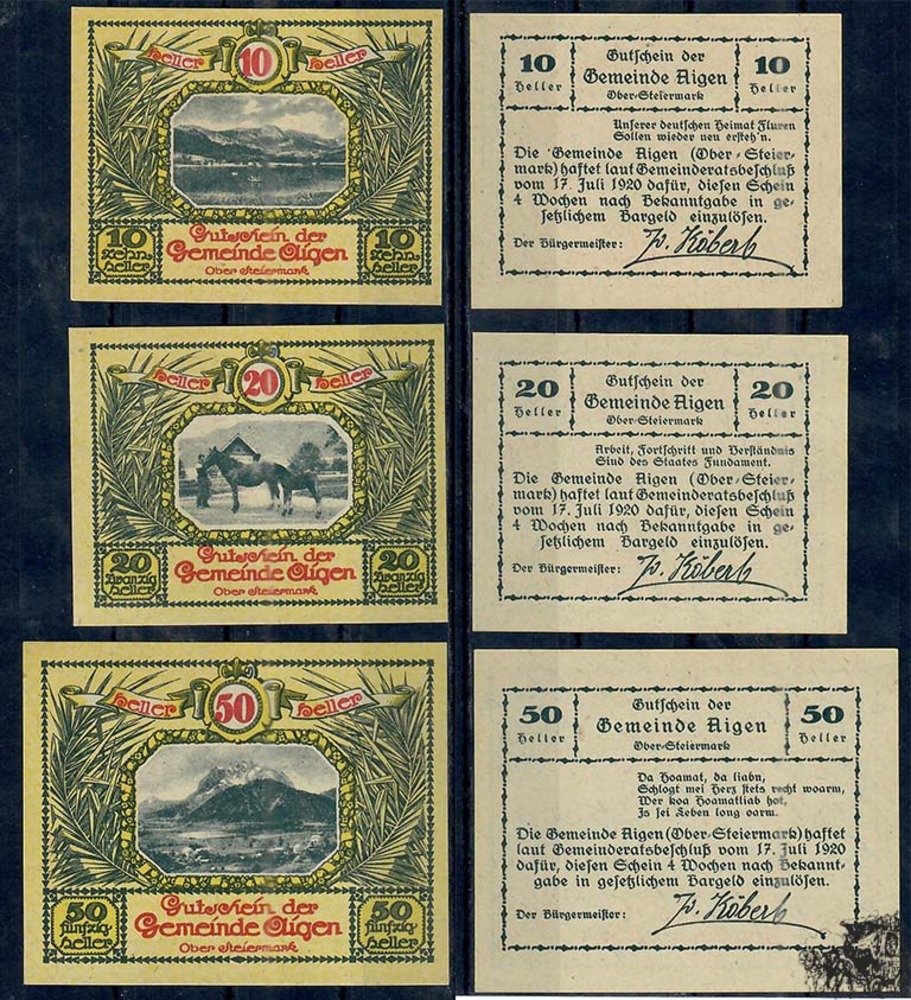 Heller 10 Heller
10 zehn Heller
Gutschein der
Gemeinde Aigen
Ober Steiermark
10 zehn Heller
10 Heller
Gutschein der
Gemeinde Aigen
Ober-Steiermark
10 Heller
Unserer deutschen Heimat Fluren
Sollen wieder neu ersteh'n.
Die Gemeinde Aigen (Ober-Steier-
mark) haftet laut Gemeinderatsbeschluß
vom 17. Juli 1920 dafür, diesen Schein
4 Wochen nach Bekanntgabe in ge-
setzlichem Bargeld einzulösen.
Der Bürgermeister: P. Köberl
Heller 20 Heller
20 zwanzig Heller
Gutschein der
Gemeinde Aigen
Ober Steiermark
20 zwanzig Heller
20 Heller
Gutschein der
Gemeinde Aigen
Ober-Steiermark
20 Heller
Arbeit, Fortschritt und Verständnis
Sind des Staates Fundament.
Die Gemeinde Aigen (Ober-Steier-
mark) haftet laut Gemeinderatsbeschluß
vom 17. Juli 1920 dafür, diesen Schein
4 Wochen nach Bekanntgabe in ge-
setzlichem Bargeld einzulösen.
Der Bürgermeister: P. Köberl
Heller 50 Heller
50 fünfzig Heller
Gutschein der
Gemeinde Aigen
Ober Steiermark
50 fünfzig Heller
50 Heller
Gutschein der
Gemeinde Aigen
Ober-Steiermark
50 Heller
Da Hoamat, da liabn,
Schlogt mei Herz stets recht woarm,
Wer koa Hoamatliab hot,
Is sei Leben long oarm.
Die Gemeinde Aigen (Ober-Steiermark) haftet
laut Gemeinderatsbeschluß vom 17. Juli 1920
dafür, diesen Schein 4 Wochen nach Bekannt-
gabe in gesetzlichem Bargeld einzulösen.
Der Bürgermeister: P. Köberl